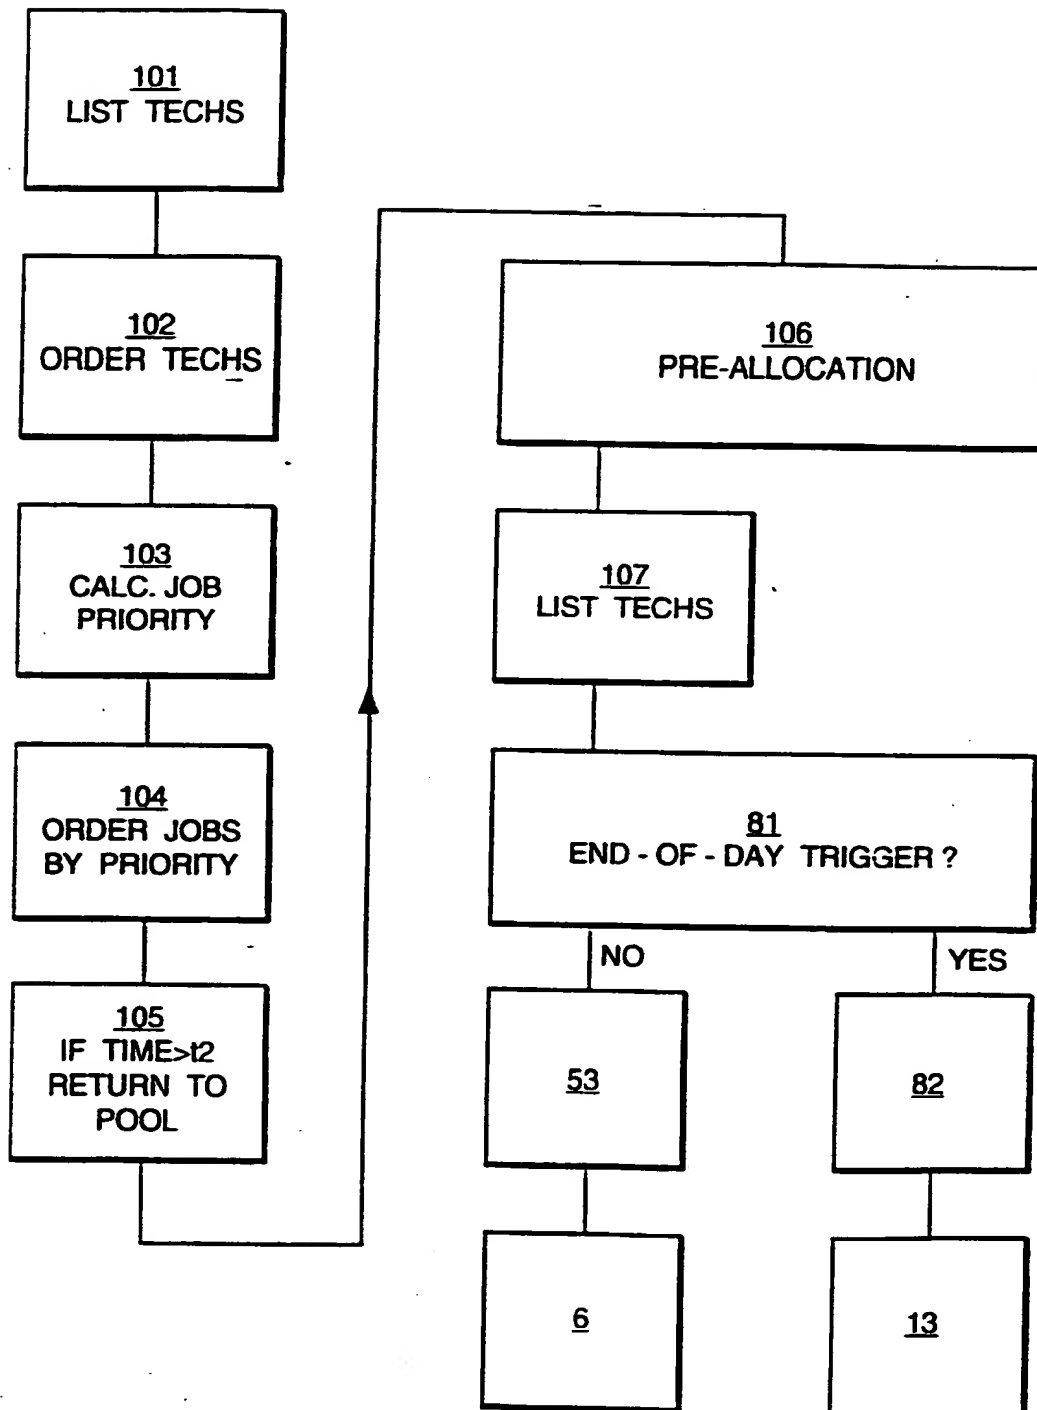 101
LIST TECHS
102
ORDER TECHS
103
CALC. JOB
PRIORITY
104
ORDER JOBS
BY PRIORITY
105
IF TIME>t2
RETURN TO
POOL
106
PRE-ALLOCATION
107
LIST TECHS
81
END - OF - DAY TRIGGER ?
NO
YES
53
82
6
13